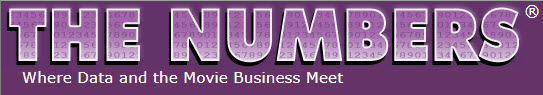 THE NUMBERS®
Where Data and the Movie Business Meet